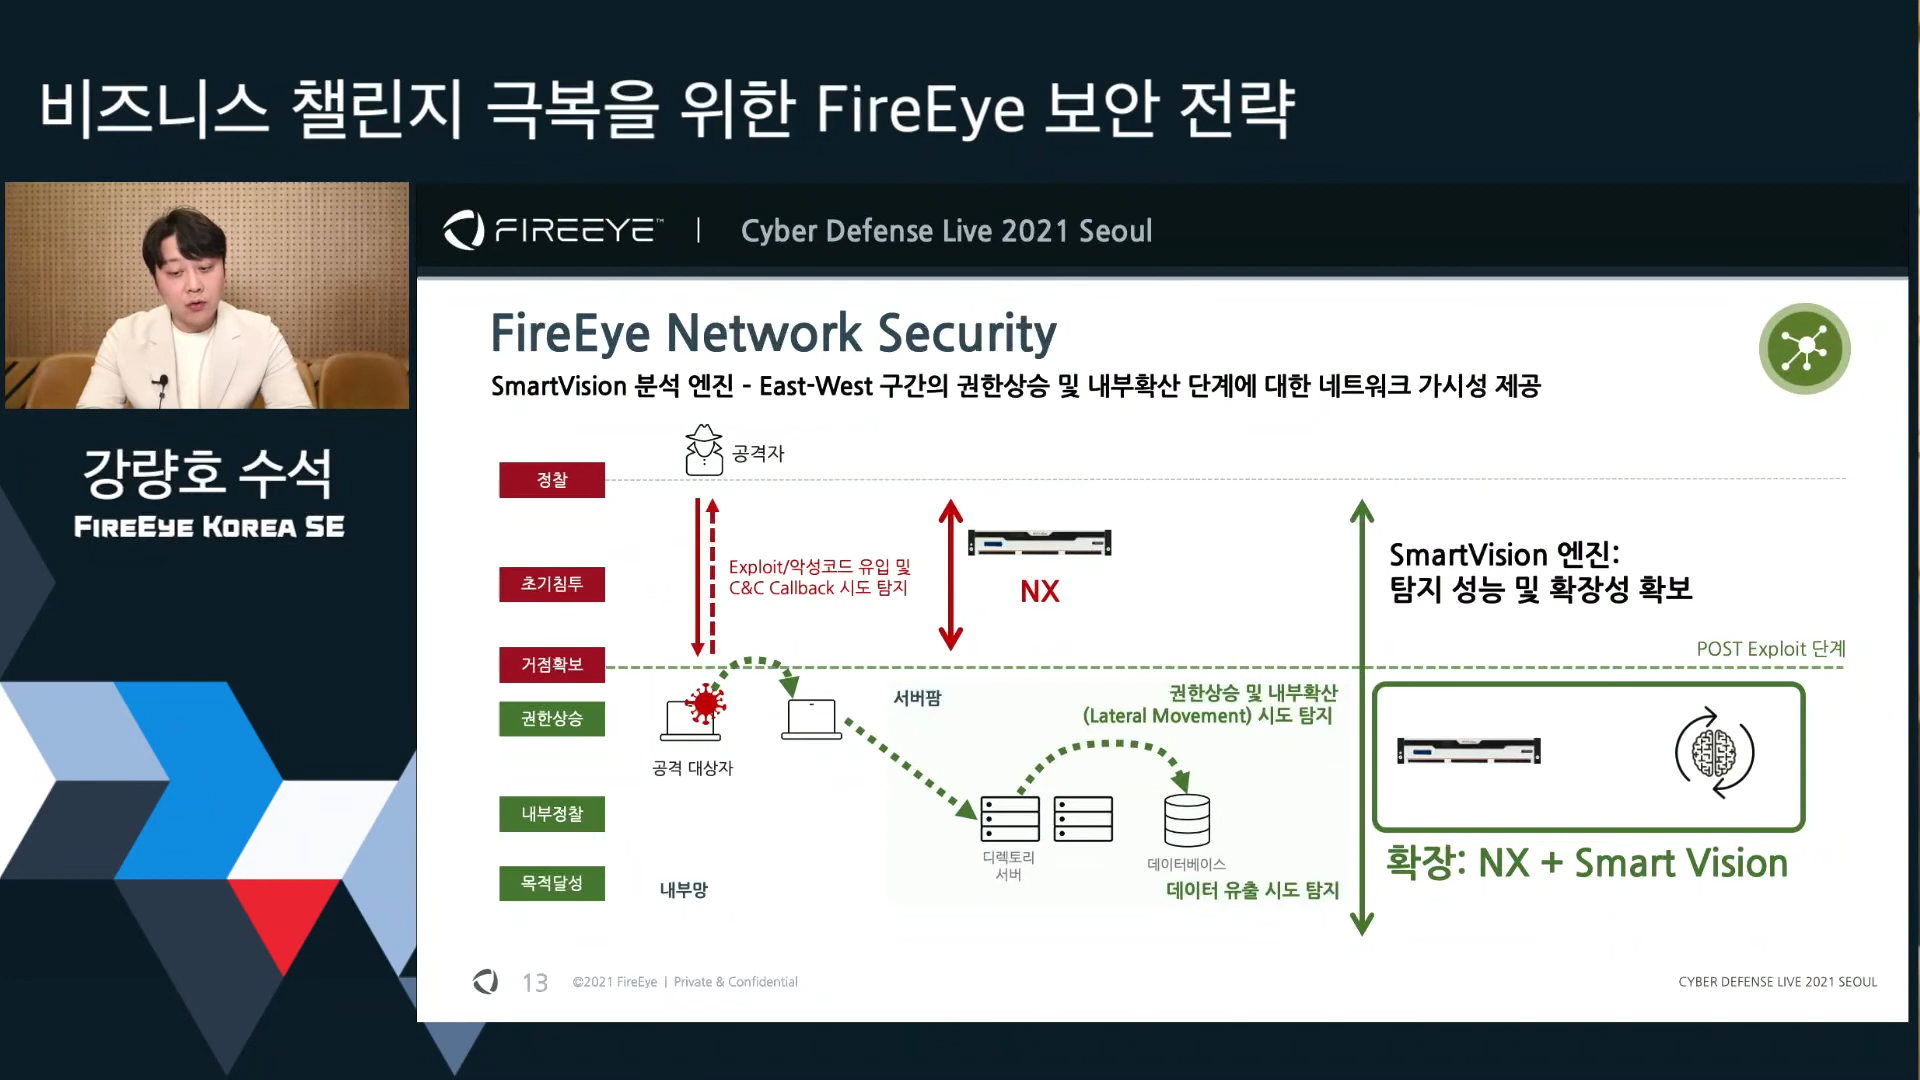 비즈니스 챌린지 극복을 위한 FireEye 보안 전략
FIREEYE™ | Cyber Defense Live 2021 Seoul
강량호 수석
FireEye Korea SE
FireEye Network Security
SmartVision 분석 엔진 - East-West 구간의 권한상승 및 내부확산 단계에 대한 네트워크 가시성 제공
공격자
정찰
Exploit/악성코드 유입 및
C&C Callback 시도 탐지
NX
SmartVision 엔진:
탐지 성능 및 확장성 확보
초기침투
POST Exploit 단계
거점확보
서버팜
권한상승 및 내부확산
(Lateral Movement) 시도 탐지
권한상승
공격 대상자
내부정찰
디렉토리
서버
데이터베이스
확장: NX + Smart Vision
목적달성
내부망
데이터 유출 시도 탐지
13 ©2021 FireEye | Private & Confidential
CYBER DEFENSE LIVE 2021 SEOUL